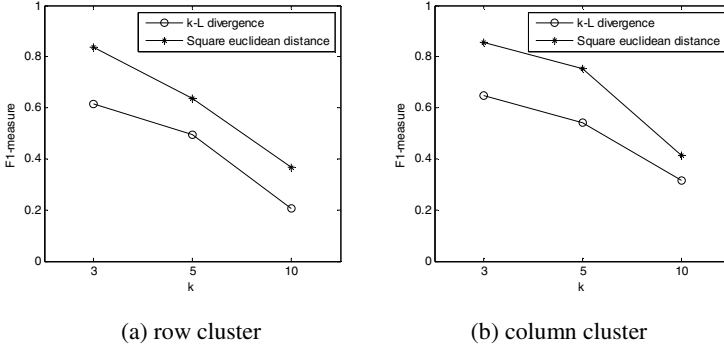 1
0.8
0.6
0.4
0.2
0
F1-measure
3
5
10
k
k-L divergence
Square euclidean distance
(a) row cluster
1
0.8
0.6
0.4
0.2
0
F1-measure
3
5
10
k
k-L divergence
Square euclidean distance
(b) column cluster